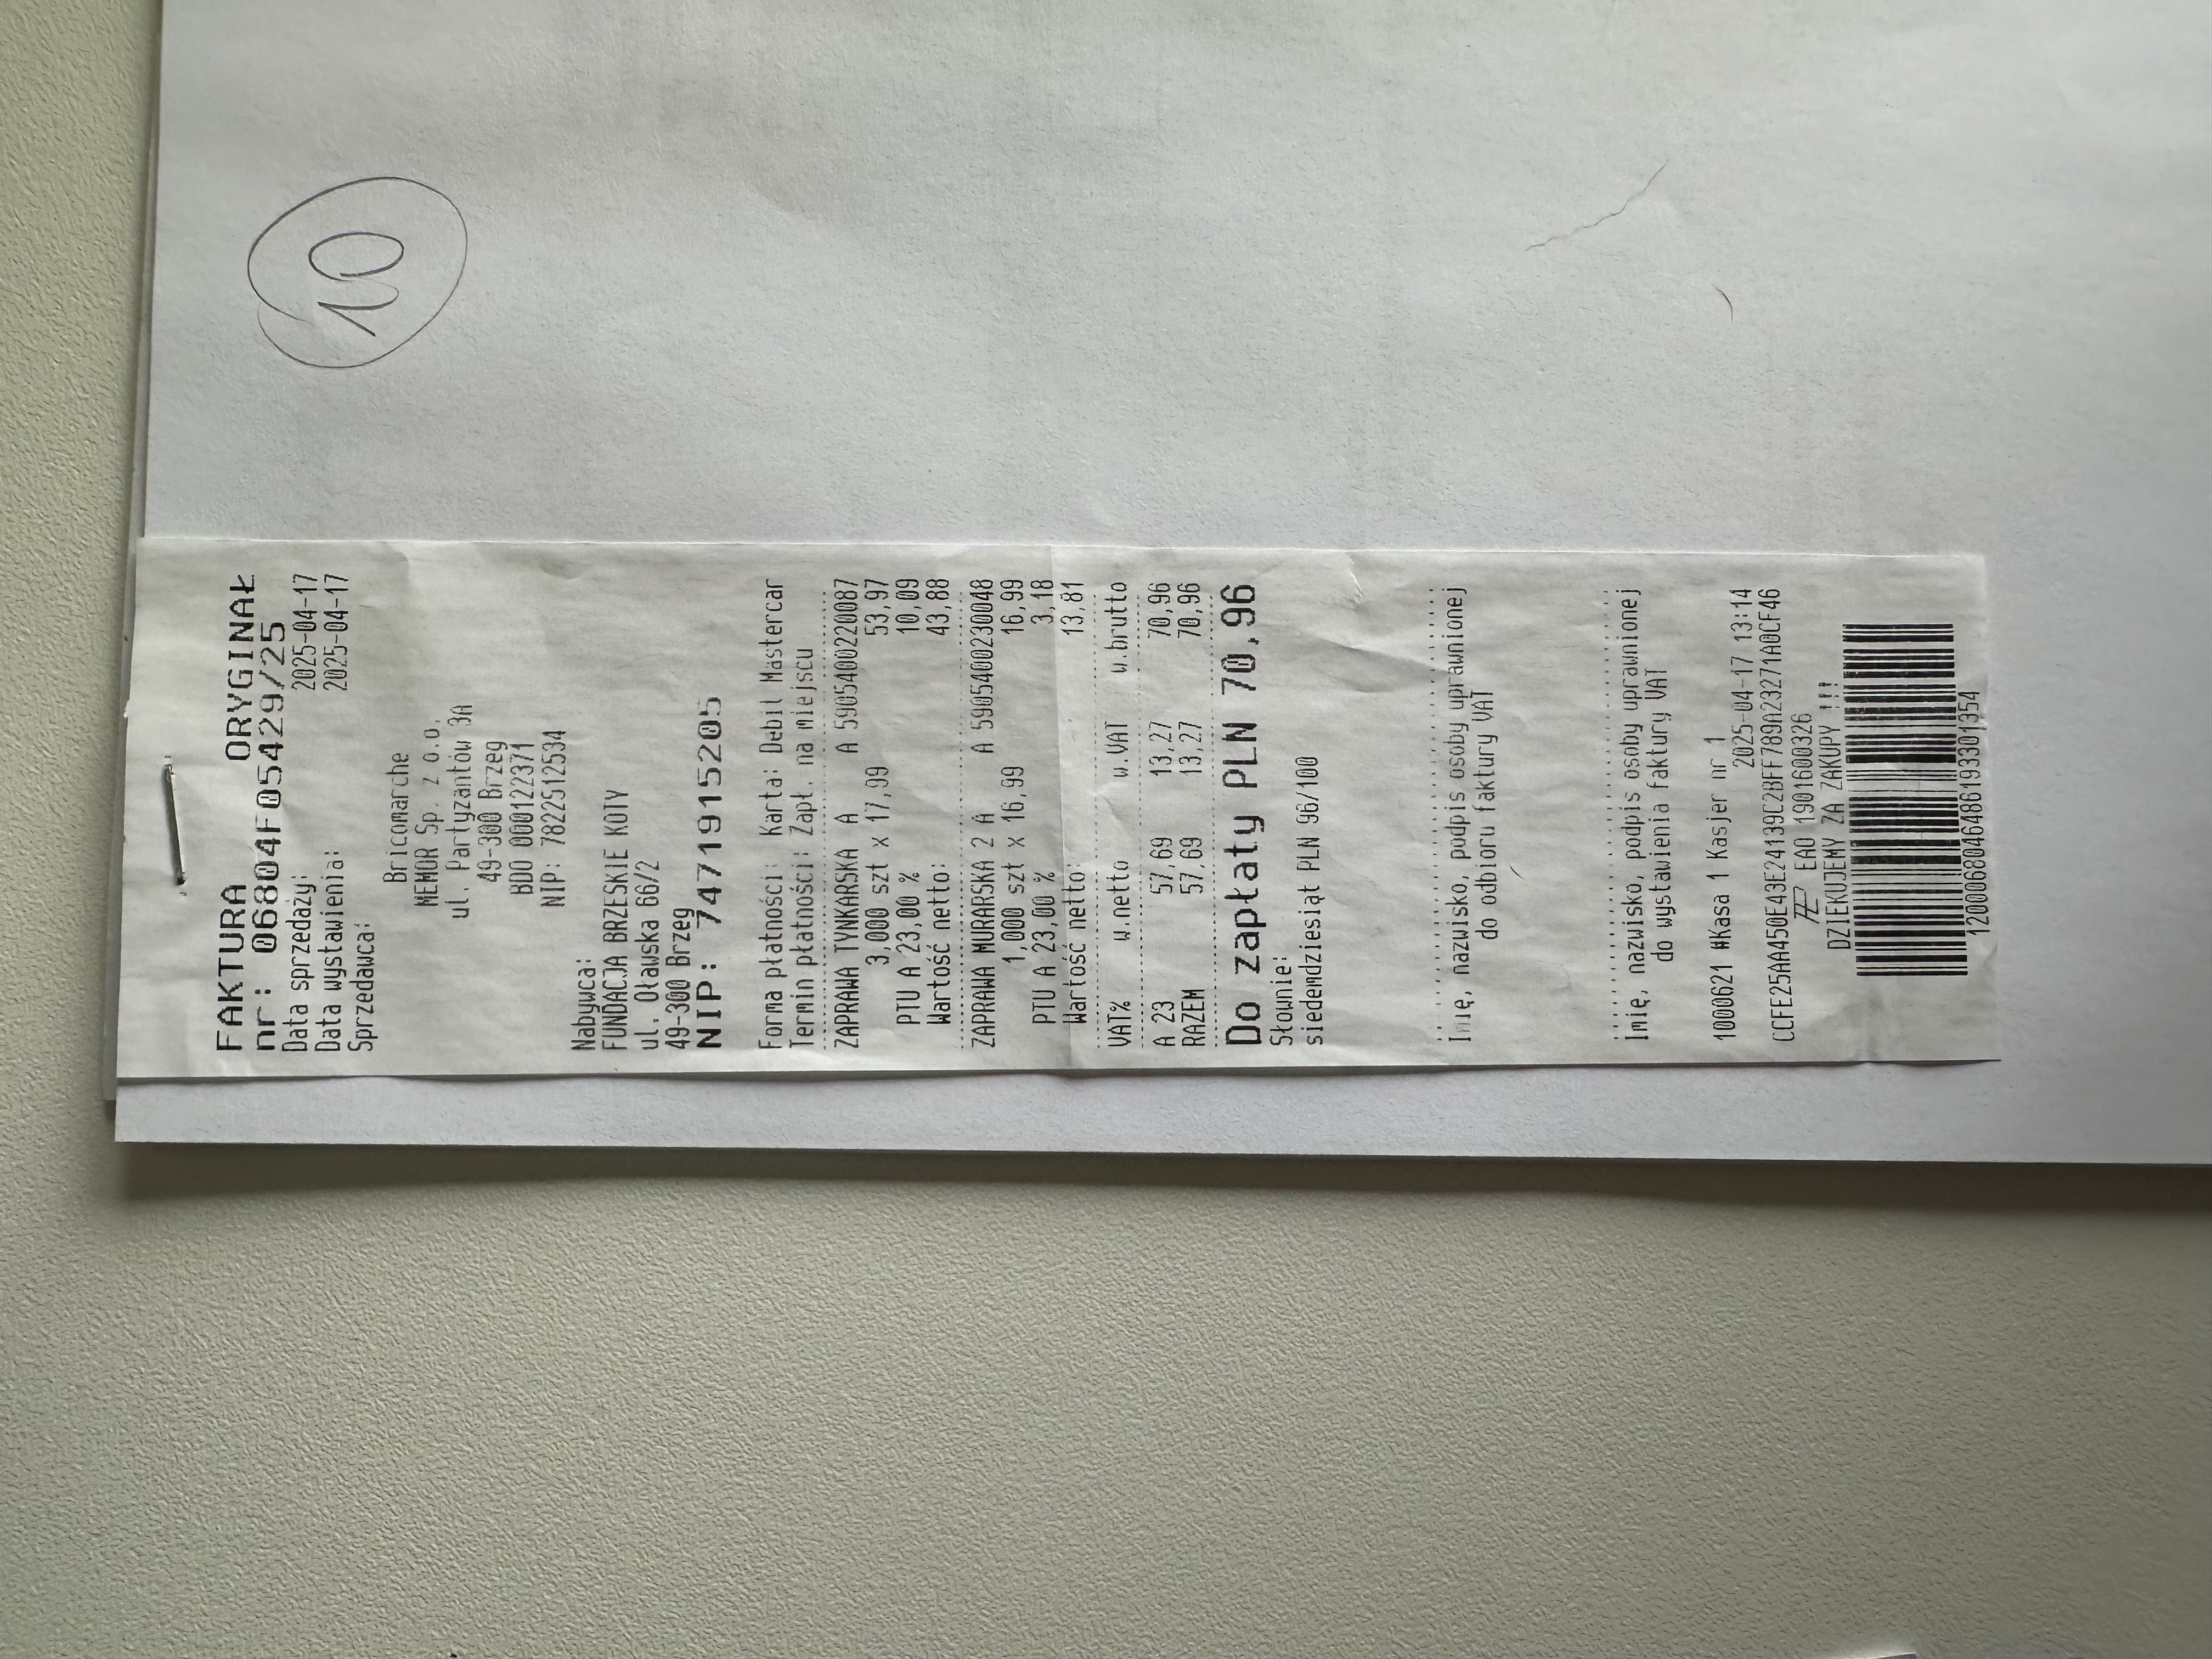 10
FAKTURA ORYGINAŁ
nr: 06804F05429/25
Data sprzedaży: 2025-04-17
Data wystawienia: 2025-04-17
Sprzedawca:
Bricomarche
MEMOR Sp. z o.o.
ul. Partyzantów 3A
49-300 Brzeg
BDO 000122371
NIP: 7822512534
Nabywca:
FUNDACJA BRZESKIE KOTY
ul. Oławska 66/2
49-300 Brzeg
NIP: 7471915205
Forma płatności: Karta: Debil Mastercar
Termin płatności: Zapł. na miejscu
ZAPRAWA TYNKARSKA A A 5905400220087
3,000 szt x 17,99 53,97
PTU A 23,00 % 10,09
Wartość netto: 43,88
ZAPRAWA MURARSKA 2 A A 5905400230048
1,000 szt x 16,99 16,99
PTU A 23,00 % 3,18
Wartość netto: 13,81
VAT% w.netto w.VAT w.brutto
A 23 57,69 13,27 70,96
RAZEM 57,69 13,27 70,96
Do zapłaty PLN 70,96
Słownie:
siedemdziesiąt PLN 96/100
Imię, nazwisko, podpis osoby uprawnionej
do odbioru faktury VAT
Imię, nazwisko, podpis osoby uprawnionej
do wystawienia faktury VAT
1000621 #Kasa 1 Kasjer nr 1
2025-04-17 13:14
CCFFE25AA450E43E24139C2BFF789A23271A0CF46
EAO 1901600326
DZIĘKUJEMY ZA ZAKUPY !!!
12000680464861933011354